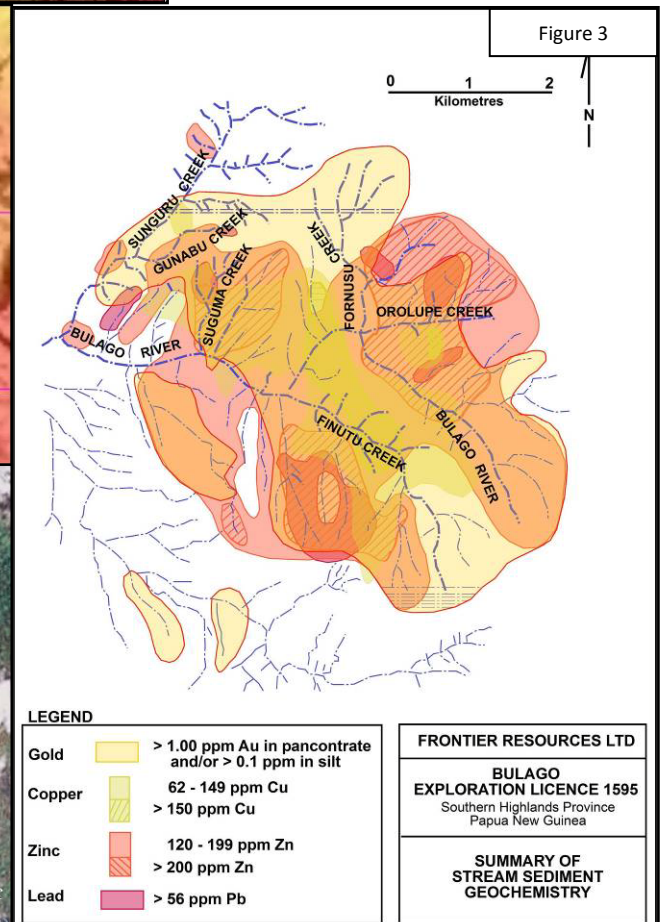 Figure 3
0 1 2
Kilometres
N
SUNGURU CREEK
GUNABU CREEK
SUGUMA CREEK
FORNUSU
CREEK
OROLUPE CREEK
BULAGO RIVER
FINUTU CREEK
BULAGO RIVER
LEGEND
Gold > 1.00 ppm Au in pancontrate
and/or > 0.1 ppm in silt
Copper 62 - 149 ppm Cu
> 150 ppm Cu
Zinc 120 - 199 ppm Zn
> 200 ppm Zn
Lead > 56 ppm Pb
FRONTIER RESOURCES LTD
BULAGO
EXPLORATION LICENCE 1595
Southern Highlands Province
Papua New Guinea
SUMMARY OF
STREAM SEDIMENT
GEOCHEMISTRY